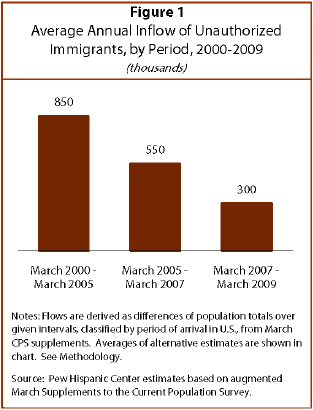 Figure 1
Average Annual Inflow of Unauthorized
Immigrants, by Period, 2000-2009
(thousands)
850
550
300
March 2000 -
March 2005
March 2005 -
March 2007
March 2007 -
March 2009
Notes: Flows are derived as differences of population totals over
given intervals, classified by period of arrival in U.S., from March
CPS supplements.  Averages of alternative estimates are shown in
chart.  See Methodology.
Source:  Pew Hispanic Center estimates based on augmented
March Supplements to the Current Population Survey.